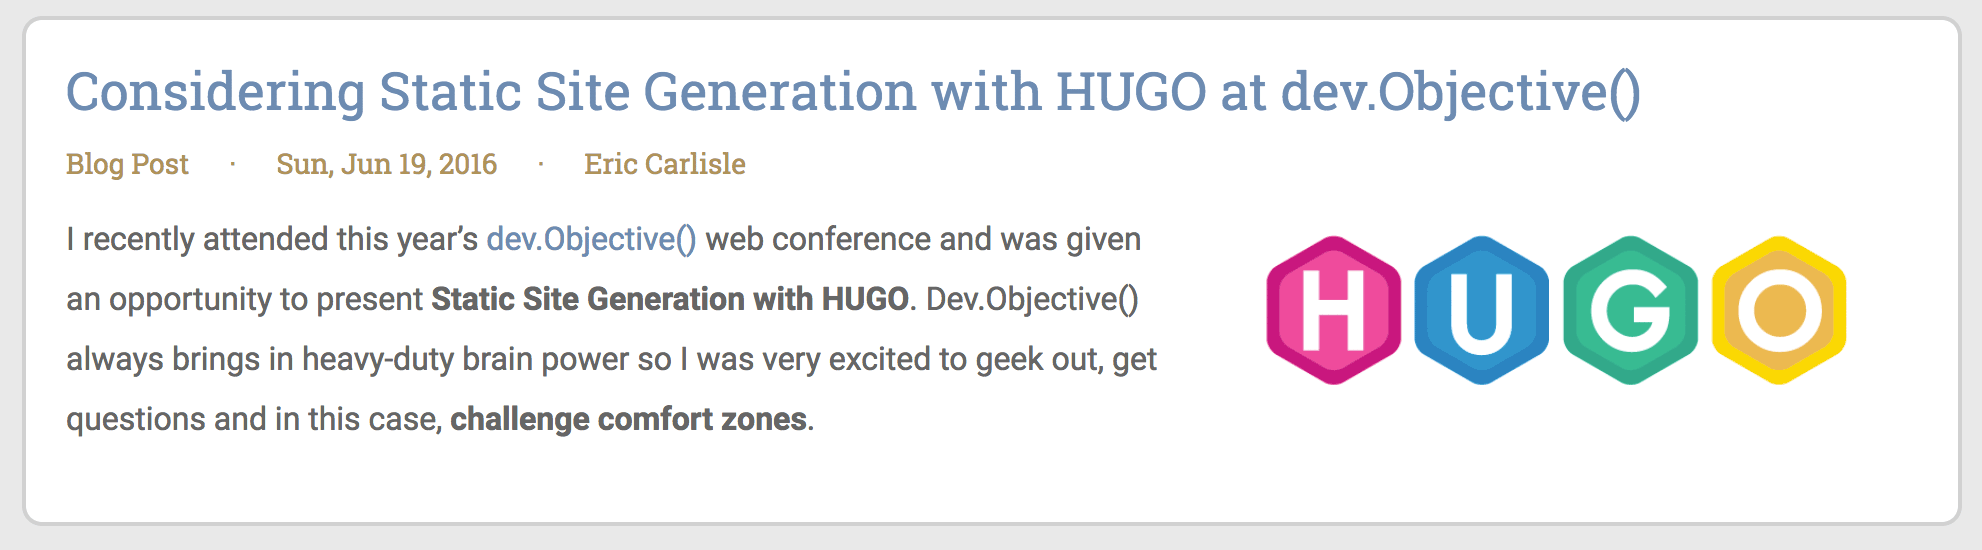 Considering Static Site Generation with HUGO at dev.Objective()
Blog Post · Sun, Jun 19, 2016 · Eric Carlisle
I recently attended this year’s dev.Objective() web conference and was given
an opportunity to present Static Site Generation with HUGO. Dev.Objective()
always brings in heavy-duty brain power so I was very excited to geek out, get
questions and in this case, challenge comfort zones.
HUGO